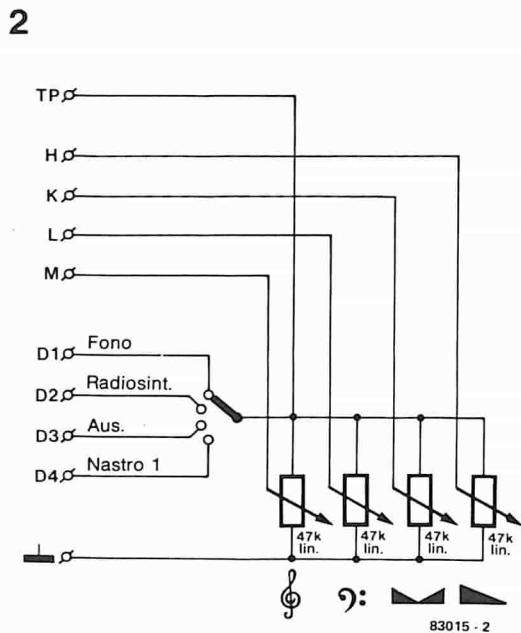 2
TP
H
K
L
M
D1 Fono
D2 Radiosint.
D3 Aus.
D4 Nastro 1
47k 47k 47k 47k
lin. lin. lin. lin.
83015 - 2